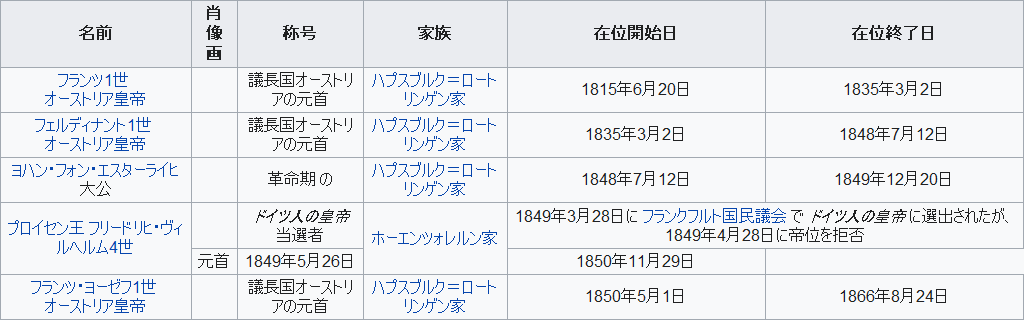 名前 肖像画 称号 家族 在位開始日 在位終了日
フランツ1世 議長国オーストリ ハプスブルク＝ロート 1815年6月20日 1835年3月2日
オーストリア皇帝 アの元首 リンゲン家
フェルディナント1世 議長国オーストリ ハプスブルク＝ロート 1835年3月2日 1848年7月12日
オーストリア皇帝 アの元首 リンゲン家
ヨハン・フォン・エスターライヒ 革命期の ハプスブルク＝ロート 1848年7月12日 1849年12月20日
大公 リンゲン家
プロイセン王 フリードリヒ・ヴィ ドイツ人の皇帝 ホーエンツォレルン家 1849年3月28日に フランクフルト国民議会 で ドイツ人の皇帝 に選出されたが、
ルヘルム4世 当選者 1849年4月28日に帝位を拒否
元首 1849年5月26日 1850年11月29日
フランツ・ヨーゼフ1世 議長国オーストリ ハプスブルク＝ロート 1850年5月1日 1866年8月24日
オーストリア皇帝 アの元首 リンゲン家